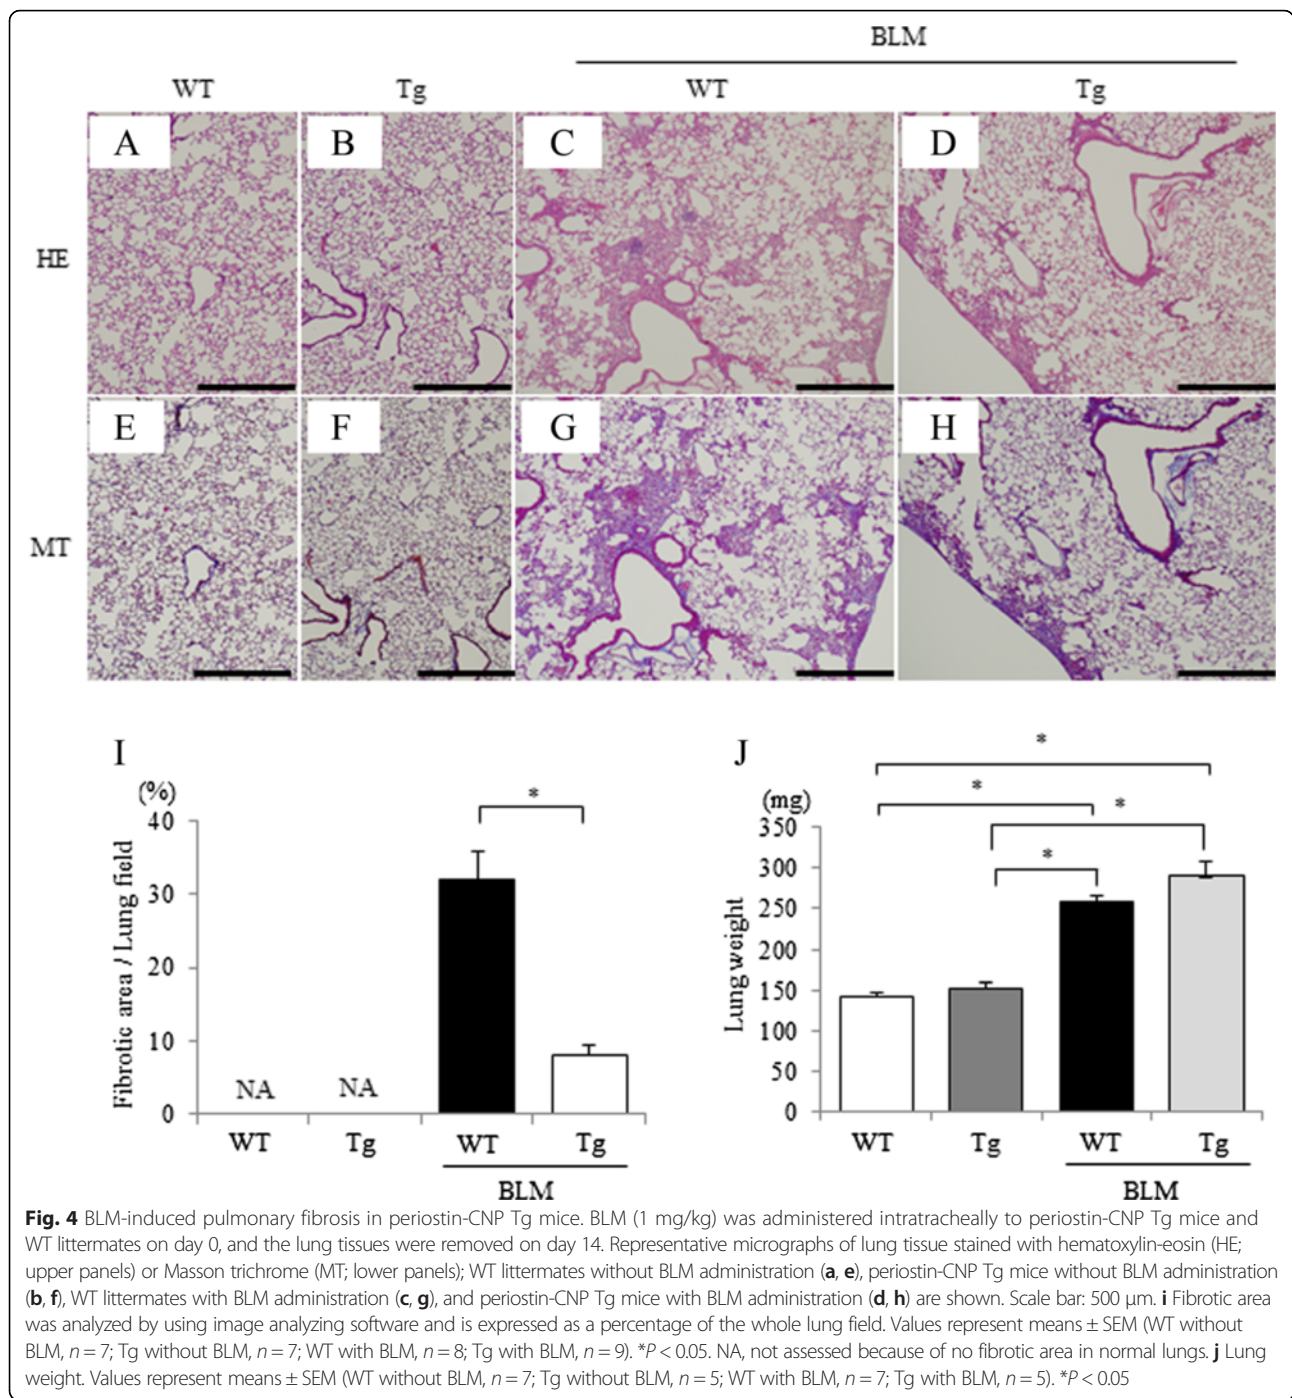 BLM
WT Tg WT Tg
HE
A B C D
MT
E F G H
I
(%)
40
30
20
10
0
Fibrotic area / Lung field
*
NA NA
WT Tg WT Tg
BLM
J
(mg)
350
300
250
200
150
100
50
0
Lung weight
*
*
*
*
WT Tg WT Tg
BLM
Fig. 4 BLM-induced pulmonary fibrosis in periostin-CNP Tg mice. BLM (1 mg/kg) was administered intratracheally to periostin-CNP Tg mice and
WT littermates on day 0, and the lung tissues were removed on day 14. Representative micrographs of lung tissue stained with hematoxylin-eosin (HE;
upper panels) or Masson trichrome (MT; lower panels); WT littermates without BLM administration (a, e), periostin-CNP Tg mice without BLM administration
(b, f), WT littermates with BLM administration (c, g), and periostin-CNP Tg mice with BLM administration (d, h) are shown. Scale bar: 500 μm. i Fibrotic area
was analyzed by using image analyzing software and is expressed as a percentage of the whole lung field. Values represent means ± SEM (WT without
BLM, n = 7; Tg without BLM, n = 7; WT with BLM, n = 8; Tg with BLM, n = 9). *P < 0.05. NA, not assessed because of no fibrotic area in normal lungs. j Lung
weight. Values represent means ± SEM (WT without BLM, n = 7; Tg without BLM, n = 5; WT with BLM, n = 7; Tg with BLM, n = 5). *P < 0.05